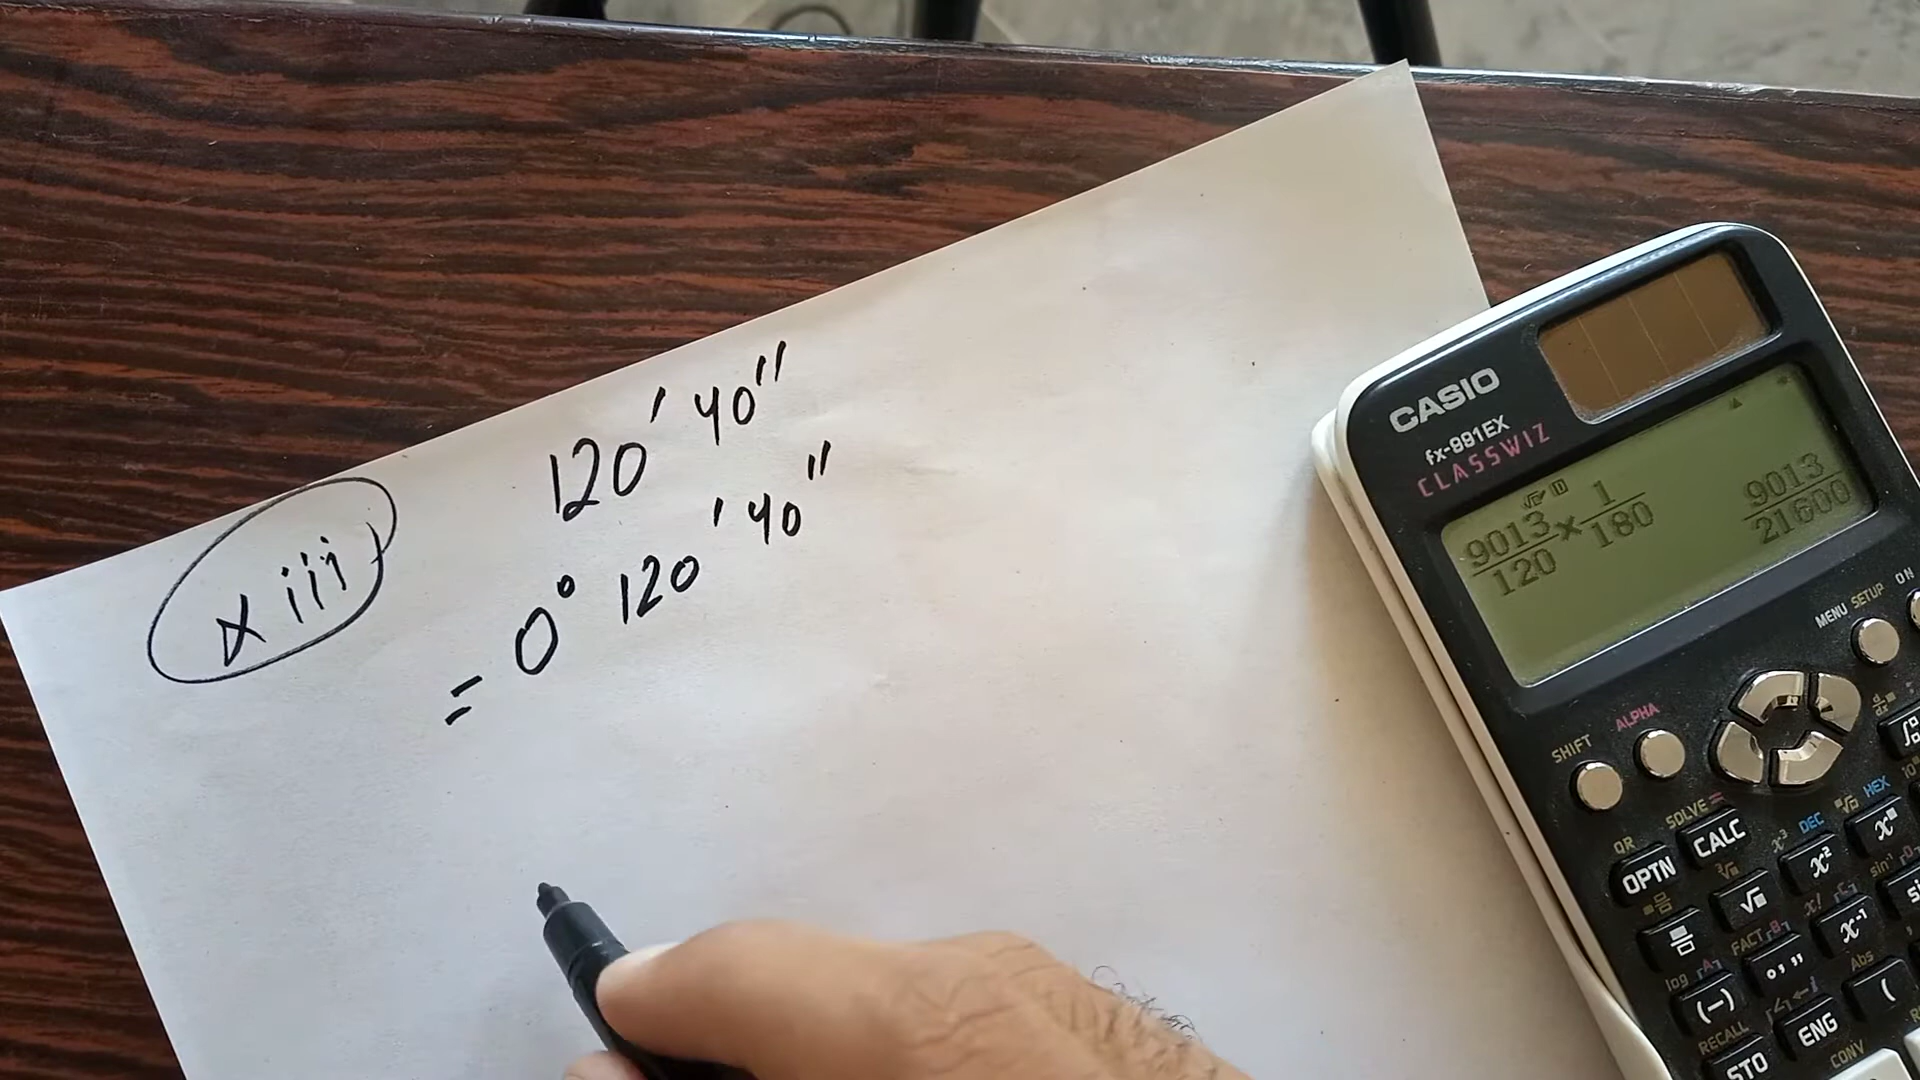 xiii
120' 40"
= 0° 120' 40"
CASIO
fx-991EX
CLASSWIZ
9013/120 × 1/180
9013/21600
MENU SETUP ON
SHIFT ALPHA
QR SOLVE =
OPTN CALC
x³ DEC HEX
√ x² x■
FACT x! x⁻¹
log Abs
(-) °''' (
RECALL
STO ENG
CONV